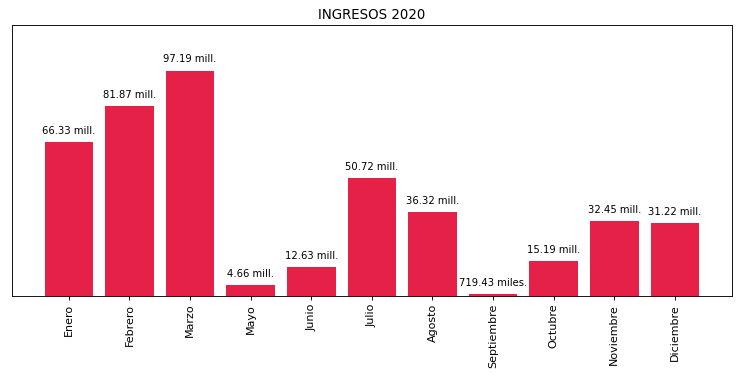 INGRESOS 2020
66.33 mill.
81.87 mill.
97.19 mill.
4.66 mill.
12.63 mill.
50.72 mill.
36.32 mill.
719.43 miles.
15.19 mill.
32.45 mill.
31.22 mill.
Enero
Febrero
Marzo
Mayo
Junio
Julio
Agosto
Septiembre
Octubre
Noviembre
Diciembre